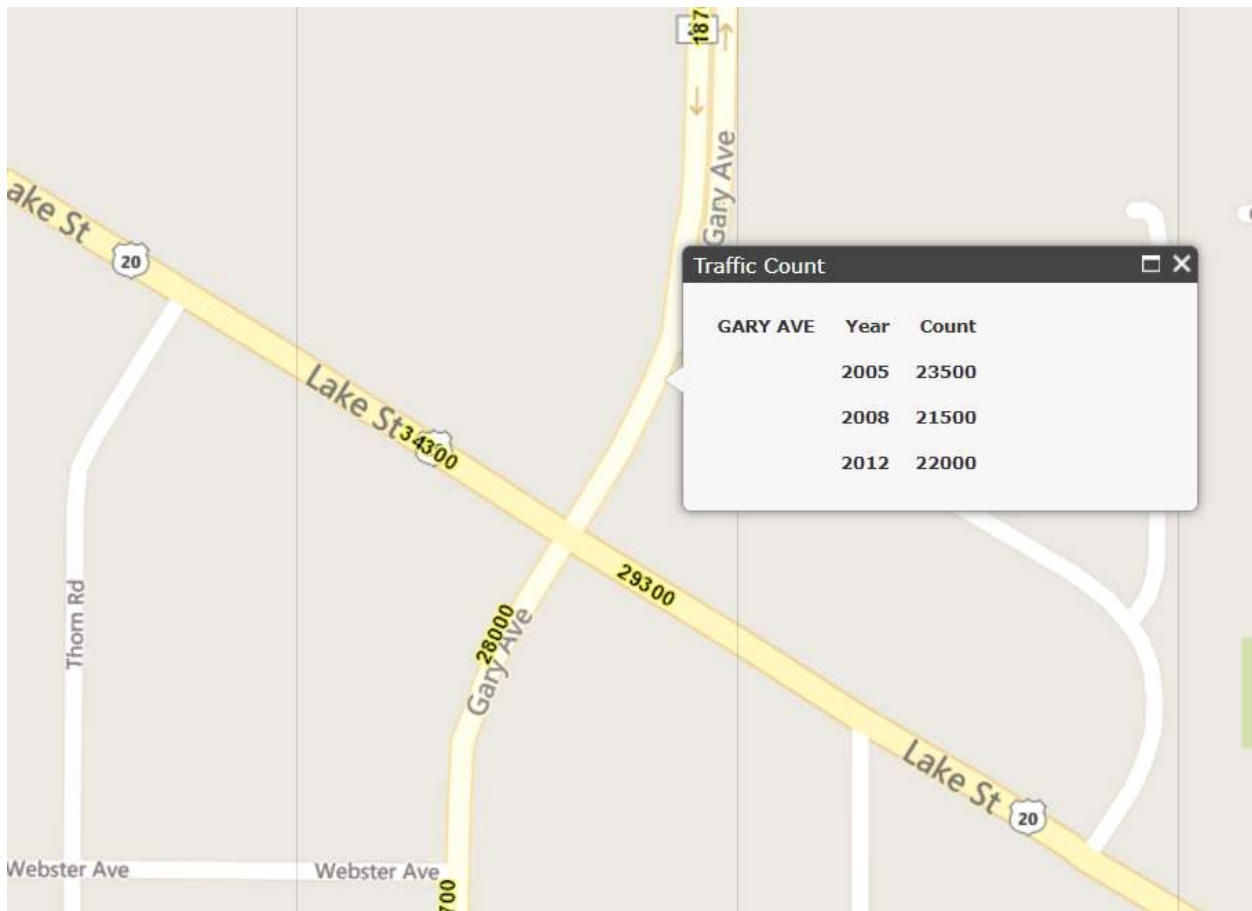 187
Gary Ave
ake St
20
Traffic Count
GARY AVE Year Count
2005 23500
2008 21500
2012 22000
Lake St
34300
29300
28000
Gary Ave
Thorn Rd
Lake St
20
Webster Ave
Webster Ave
700